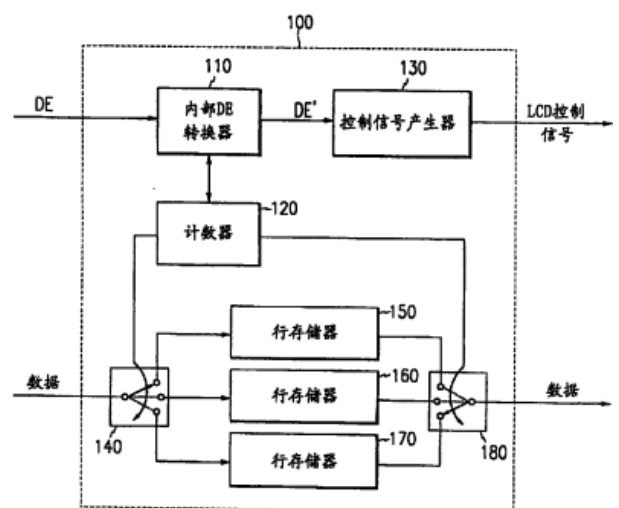 100
110
130
DE
内部DE
转换器
DE'
控制信号产生器
LCD控制
信号
120
计数器
150
行存储器
160
数据
行存储器
数据
140
170
180
行存储器